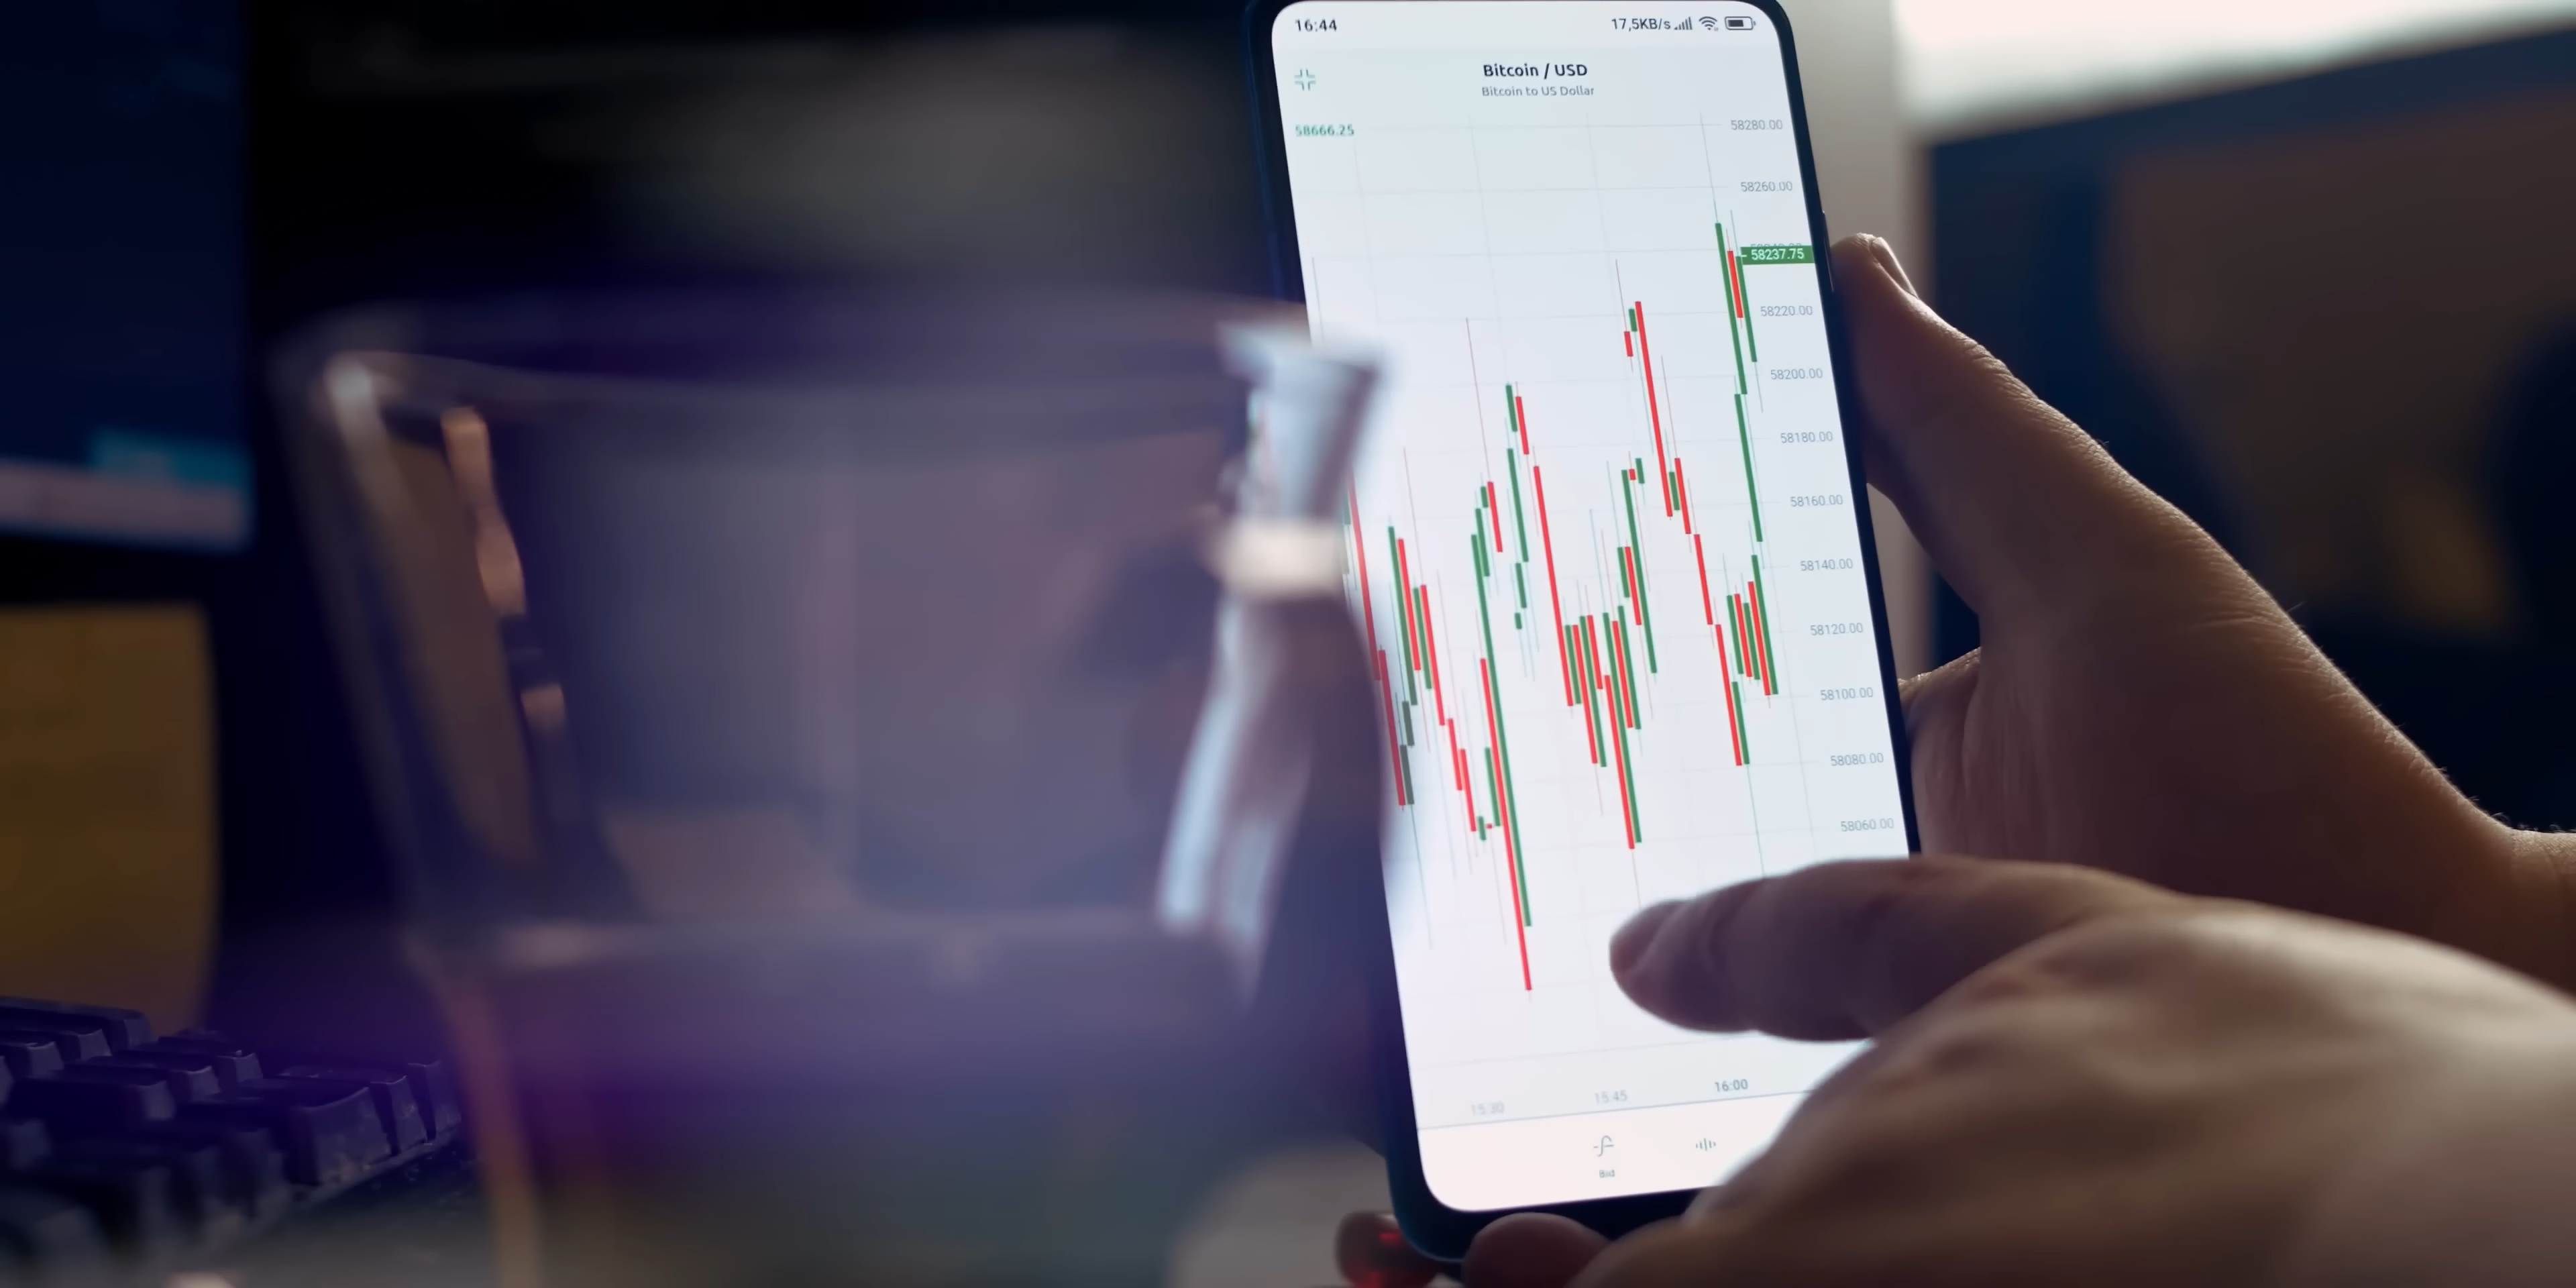 16:44 17,5KB/s
Bitcoin / USD
Bitcoin to US Dollar
58666.25
58280.00
58260.00
58237.75
58220.00
58200.00
58180.00
58160.00
58140.00
58120.00
58100.00
58080.00
58060.00
15:30 15:45 16:00
Bid